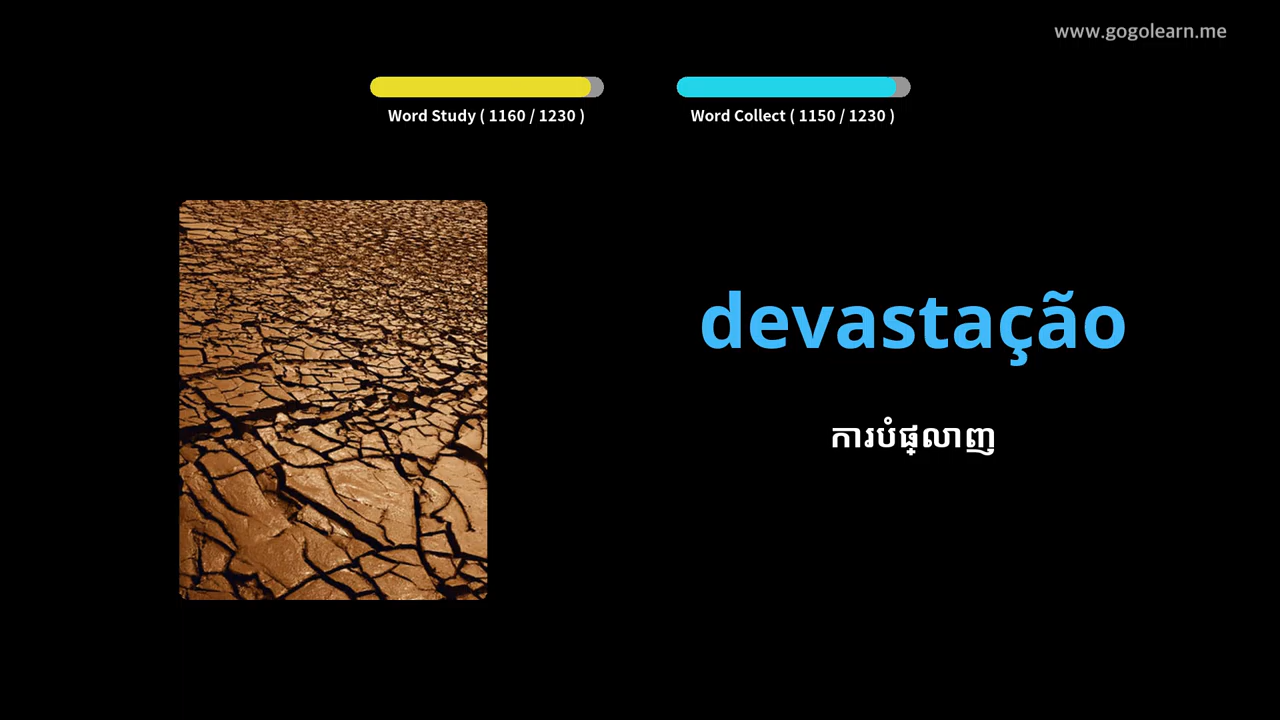 www.gogolearn.me
Word Study ( 1160 / 1230 )
Word Collect ( 1150 / 1230 )
devastação
ការបំផ្លាញ